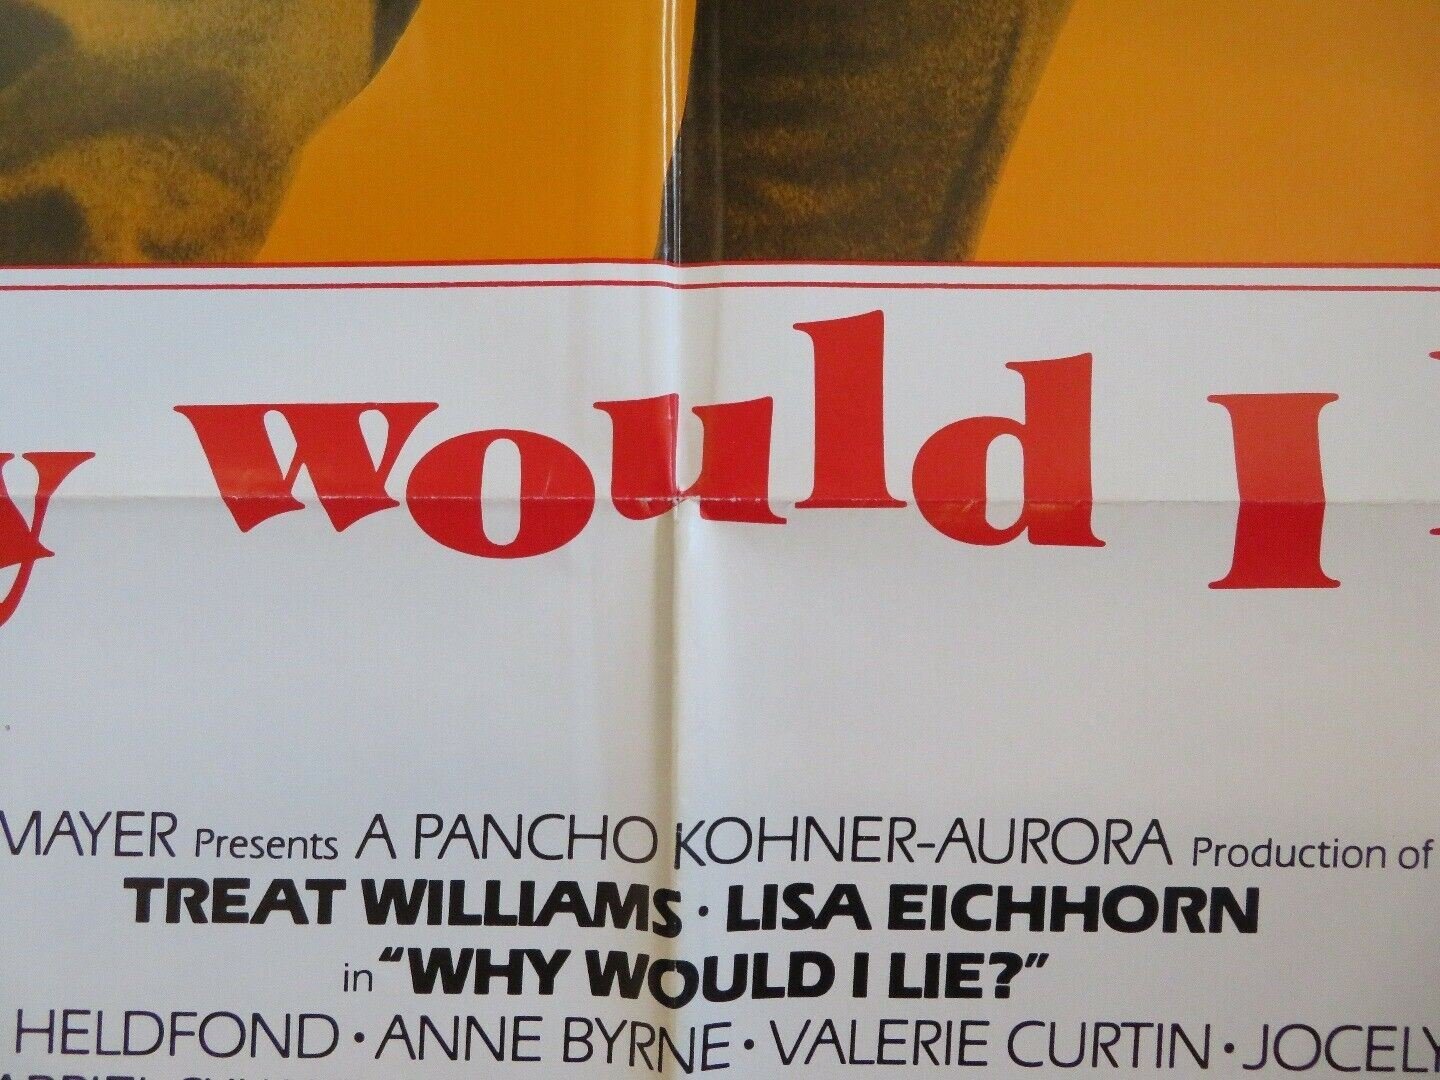 y would I
MAYER Presents A PANCHO KOHNER-AURORA Production of
TREAT WILLIAMS · LISA EICHHORN
in “WHY WOULD I LIE?”
HELDFOND · ANNE BYRNE · VALERIE CURTIN · JOCELY